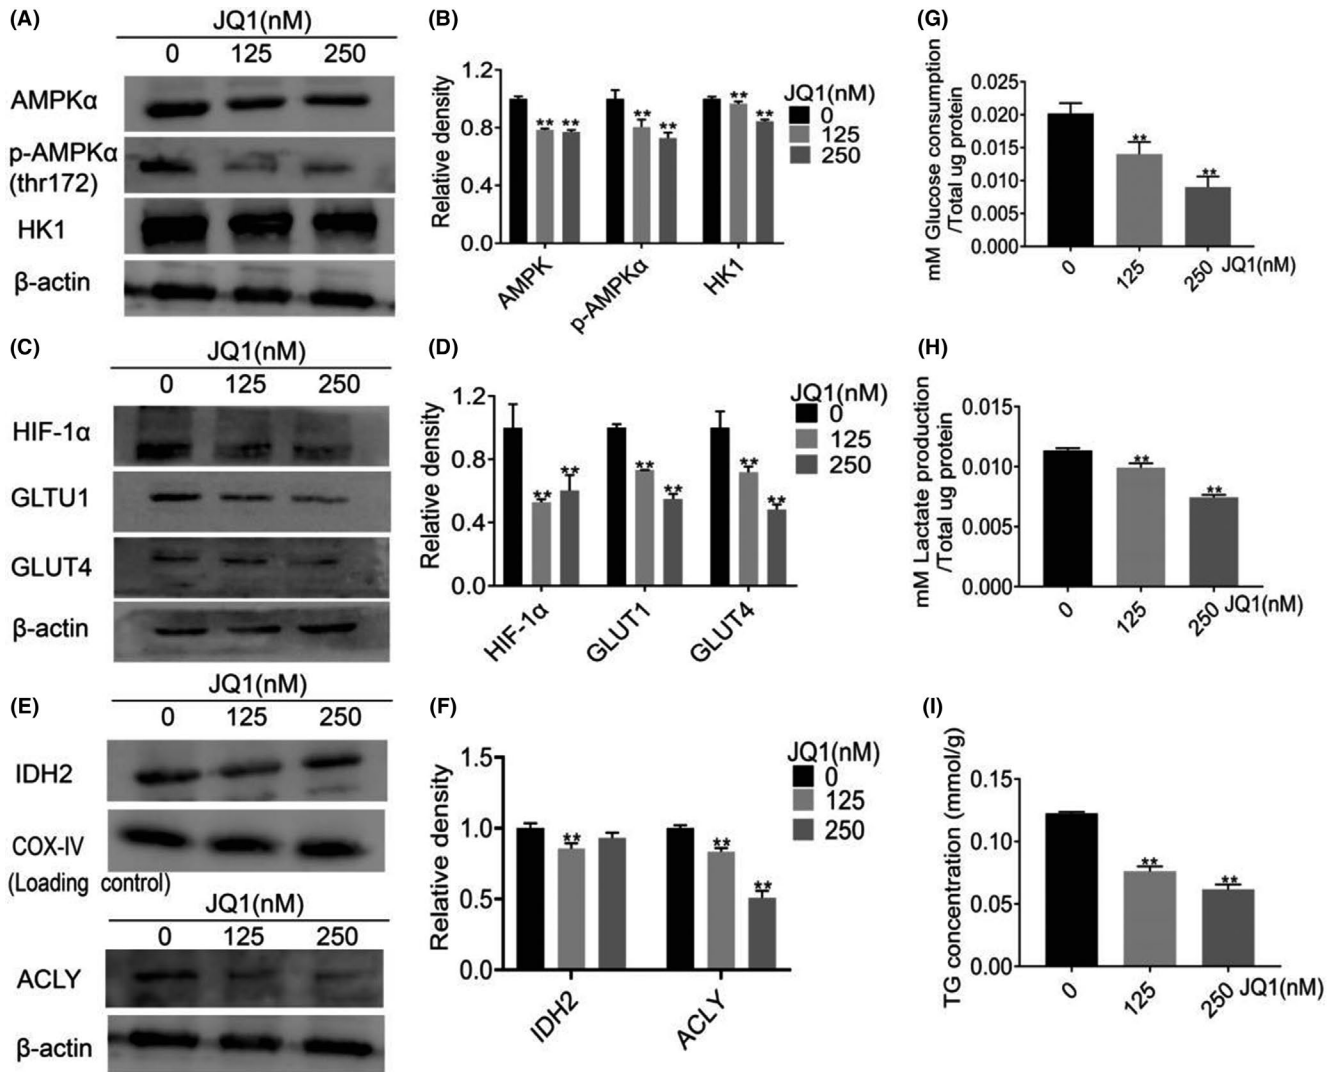 (A)
JQ1(nM)
0 125 250
AMPKα
p-AMPKα
(thr172)
HK1
β-actin
(B)
Relative density
1.2
0.8
0.4
0.0
** **
** **
** **
AMPK
p-AMPKα
HK1
JQ1(nM)
0
125
250
(G)
mM Glucose consumption
/Total ug protein
0.025
0.020
0.015
0.010
0.005
0.000
**
**
0
125
250
JQ1(nM)
(C)
JQ1(nM)
0 125 250
HIF-1α
GLTU1
GLUT4
β-actin
(D)
Relative density
1.2
0.8
0.4
0.0
** **
** **
** **
HIF-1α
GLUT1
GLUT4
JQ1(nM)
0
125
250
(H)
mM Lactate production
/Total ug protein
0.015
0.010
0.005
0.000
**
**
0
125
250
JQ1(nM)
(E)
JQ1(nM)
0 125 250
IDH2
COX-IV
(Loading control)
JQ1(nM)
0 125 250
ACLY
β-actin
(F)
Relative density
1.5
1.0
0.5
0.0
**
** **
IDH2
ACLY
JQ1(nM)
0
125
250
(I)
TG concentration (mmol/g)
0.15
0.10
0.05
0.00
**
**
0
125
250
JQ1(nM)